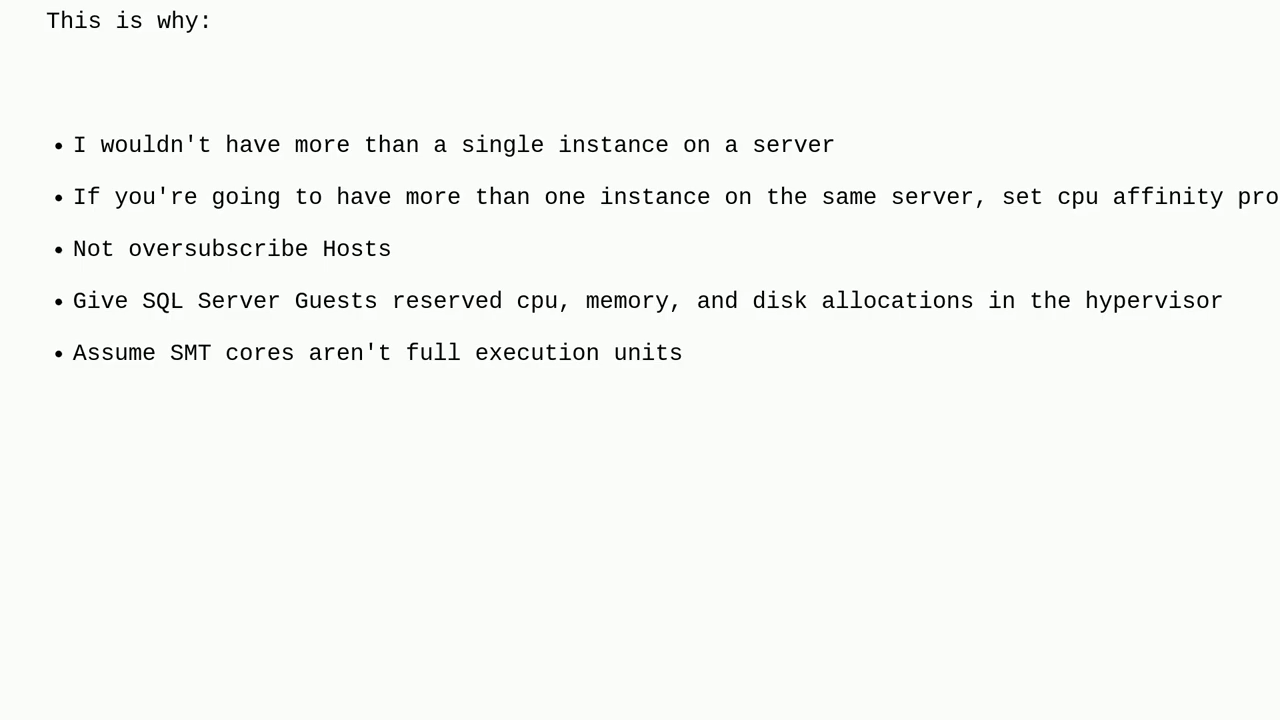 This is why:
• I wouldn't have more than a single instance on a server
• If you're going to have more than one instance on the same server, set cpu affinity pro
• Not oversubscribe Hosts
• Give SQL Server Guests reserved cpu, memory, and disk allocations in the hypervisor
• Assume SMT cores aren't full execution units